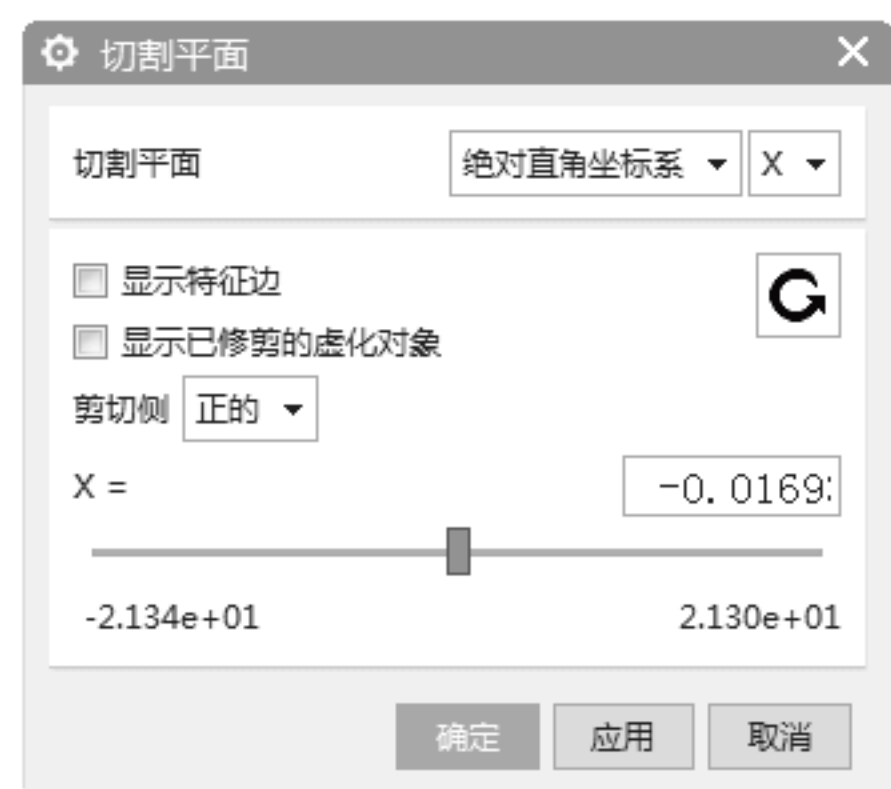 切割平面
切割平面 绝对直角坐标系 X
显示特征边
显示已修剪的虚化对象
剪切侧 正的
X = -0.0169
-2.134e+01 2.130e+01
确定 应用 取消